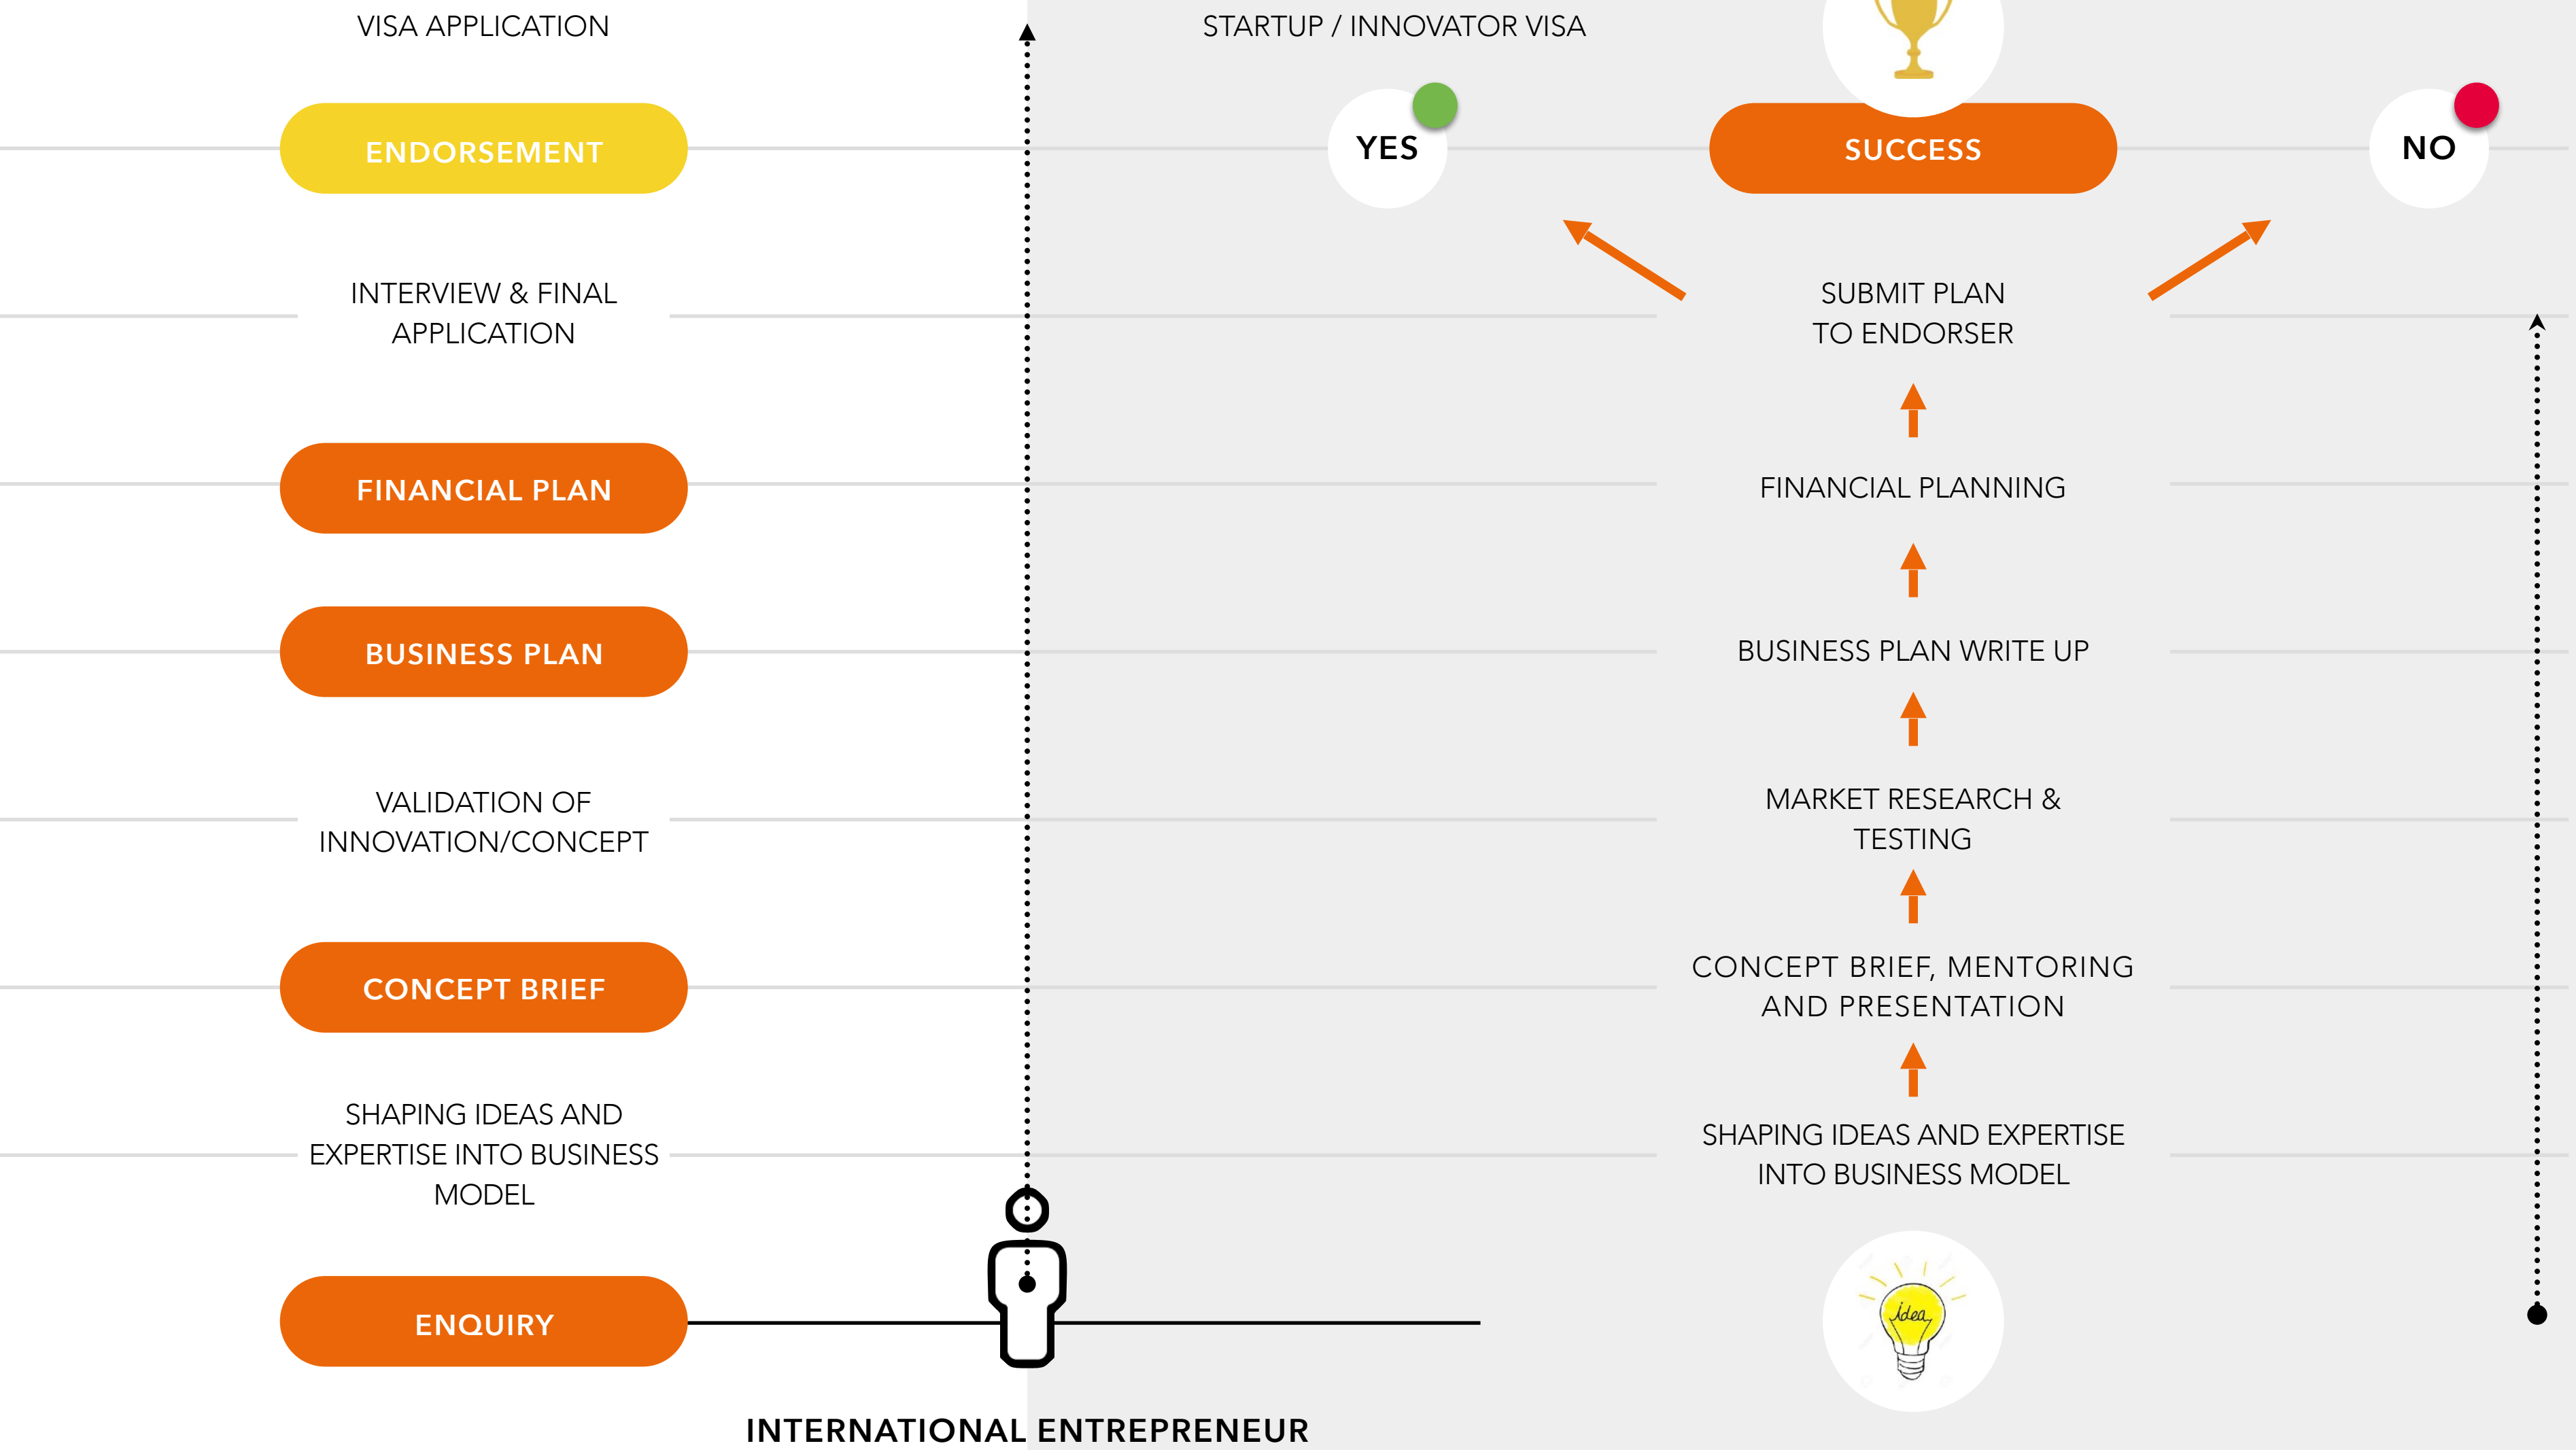 VISA APPLICATION
STARTUP / INNOVATOR VISA
ENDORSEMENT
YES
SUCCESS
NO
INTERVIEW & FINAL
APPLICATION
SUBMIT PLAN
TO ENDORSER
FINANCIAL PLAN
FINANCIAL PLANNING
BUSINESS PLAN
BUSINESS PLAN WRITE UP
VALIDATION OF
INNOVATION/CONCEPT
MARKET RESEARCH &
TESTING
CONCEPT BRIEF
CONCEPT BRIEF, MENTORING
AND PRESENTATION
SHAPING IDEAS AND
EXPERTISE INTO BUSINESS
MODEL
SHAPING IDEAS AND EXPERTISE
INTO BUSINESS MODEL
ENQUIRY
idea
INTERNATIONAL ENTREPRENEUR